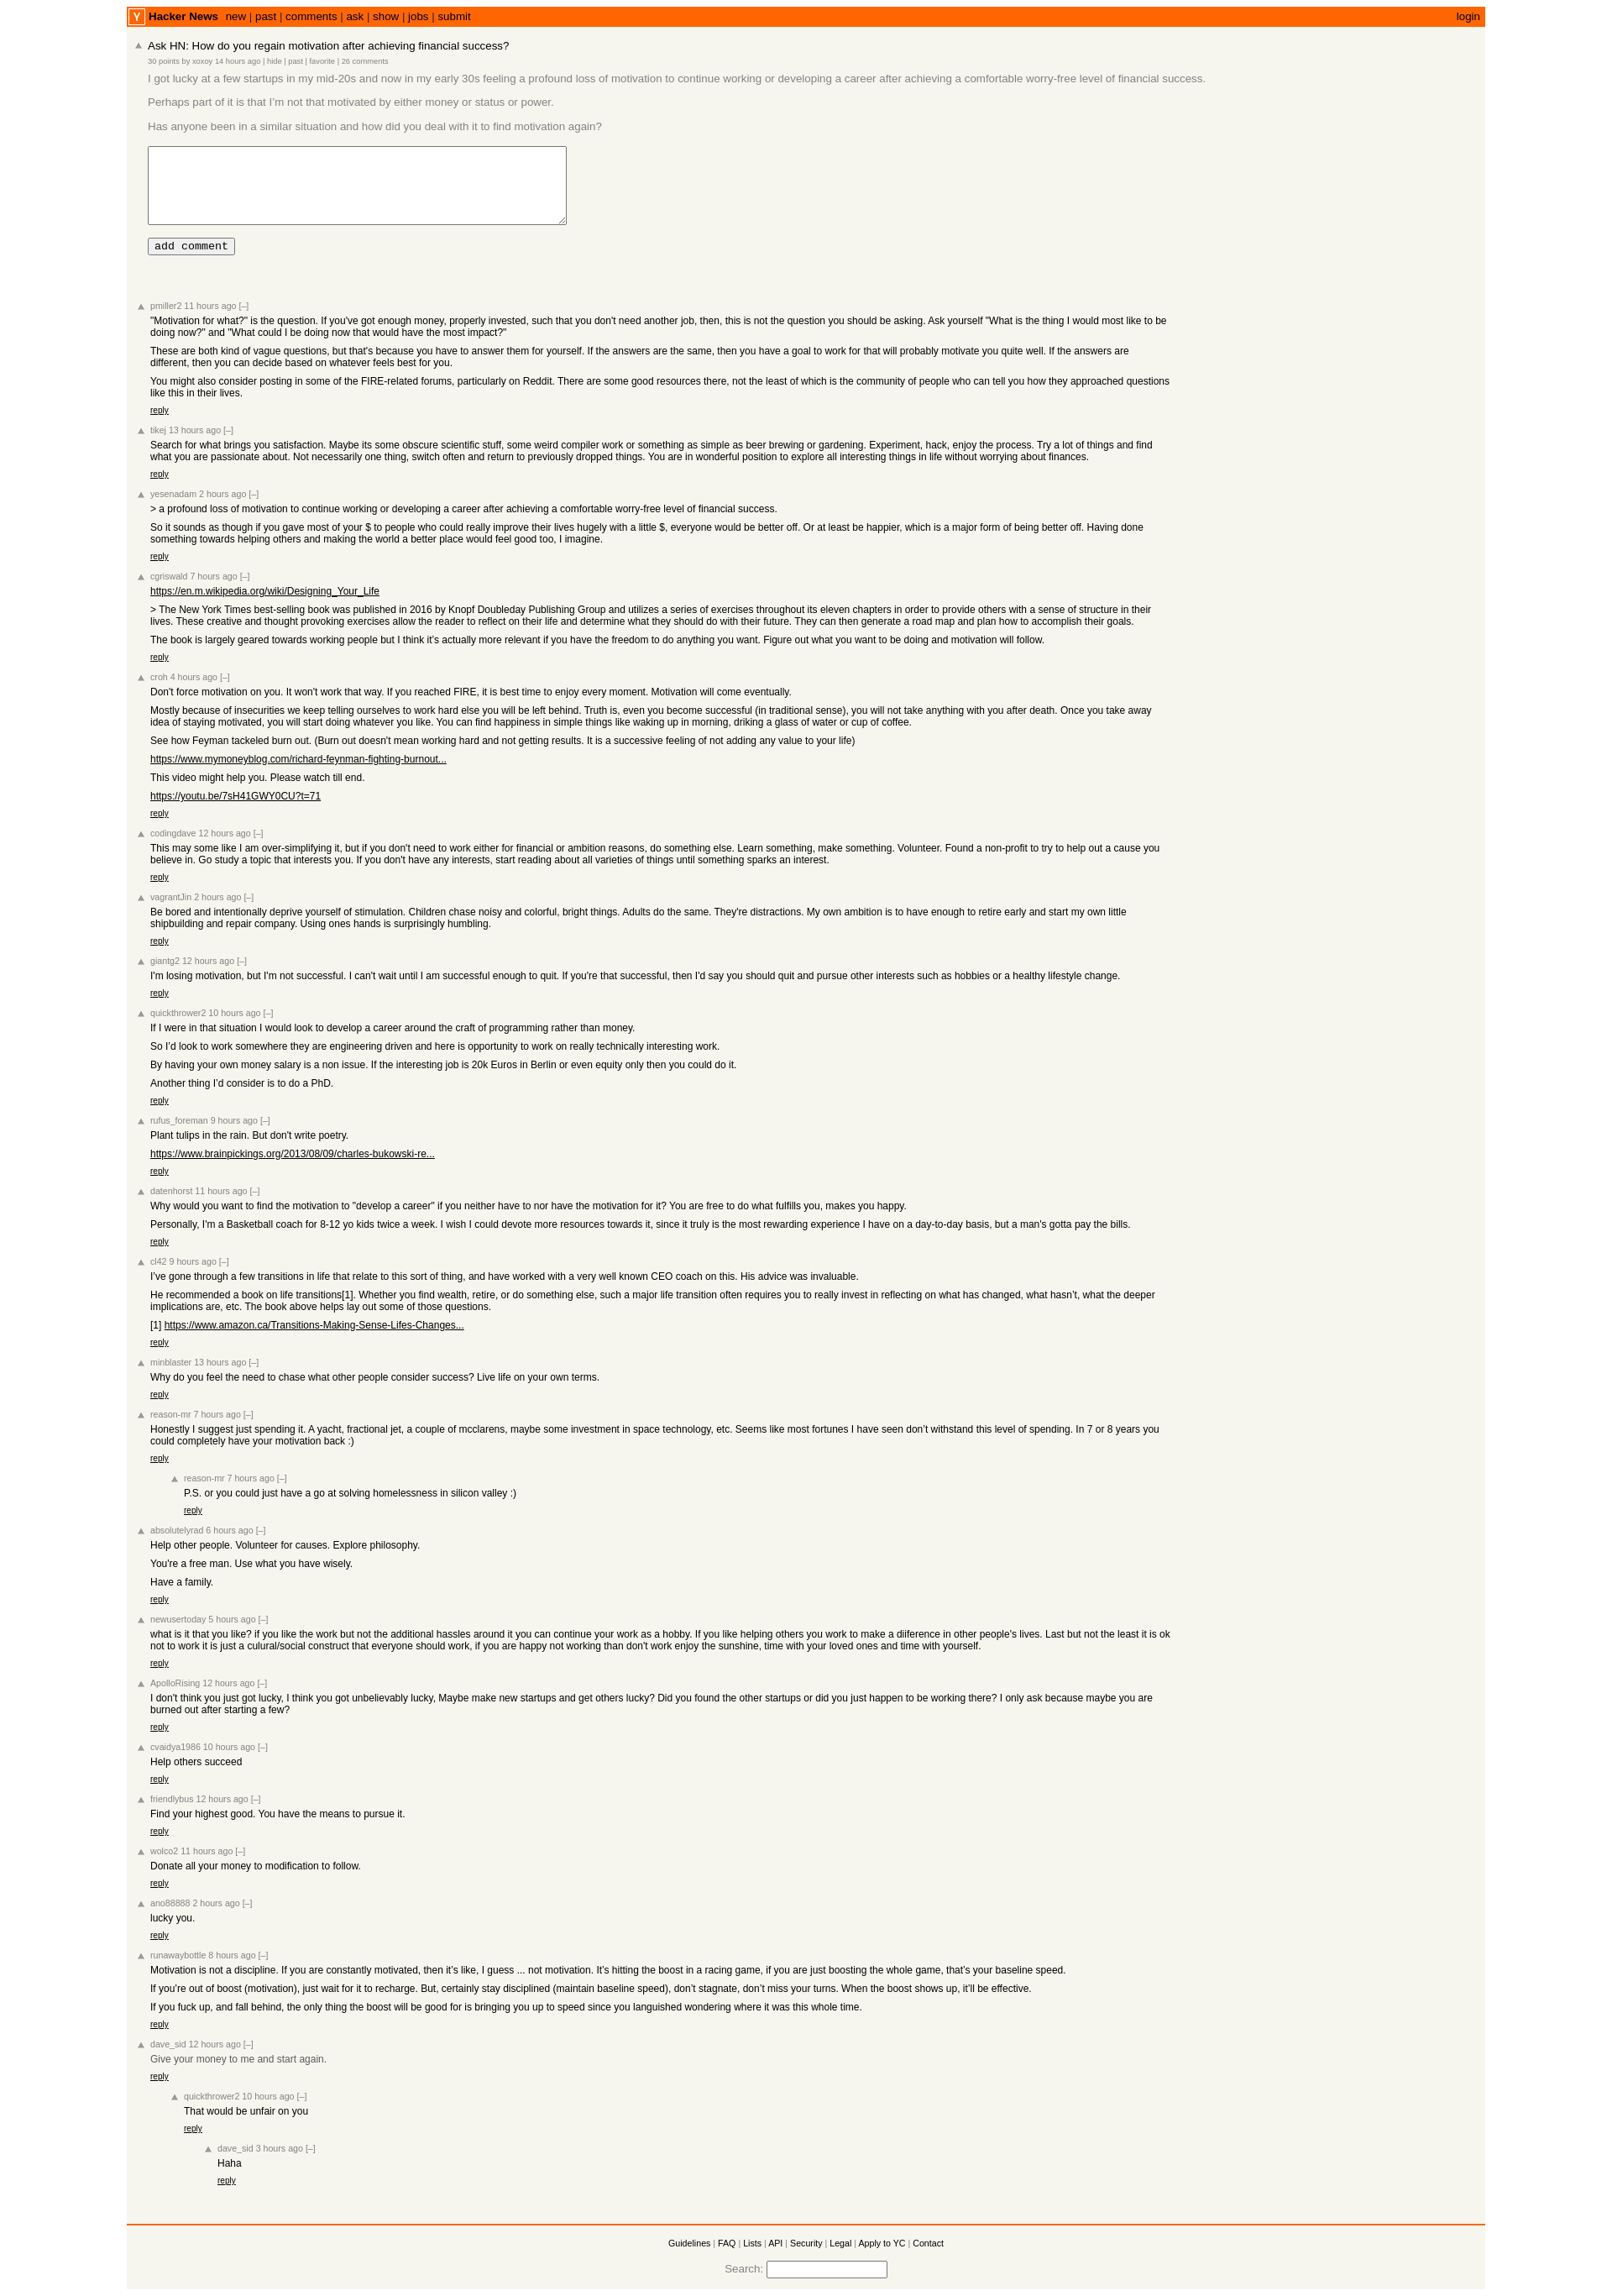 Y Hacker News new | past | comments | ask | show | jobs | submit login
Ask HN: How do you regain motivation after achieving financial success?
30 points by xoxoy 14 hours ago | hide | past | favorite | 26 comments
I got lucky at a few startups in my mid-20s and now in my early 30s feeling a profound loss of motivation to continue working or developing a career after achieving a comfortable worry-free level of financial success.
Perhaps part of it is that I'm not that motivated by either money or status or power.
Has anyone been in a similar situation and how did you deal with it to find motivation again?
add comment
pmiller2 11 hours ago [–]
"Motivation for what?" is the question. If you've got enough money, properly invested, such that you don't need another job, then, this is not the question you should be asking. Ask yourself "What is the thing I would most like to be
doing now?" and "What could I be doing now that would have the most impact?"
These are both kind of vague questions, but that's because you have to answer them for yourself. If the answers are the same, then you have a goal to work for that will probably motivate you quite well. If the answers are
different, then you can decide based on whatever feels best for you.
You might also consider posting in some of the FIRE-related forums, particularly on Reddit. There are some good resources there, not the least of which is the community of people who can tell you how they approached questions
like this in their lives.
reply
tikej 13 hours ago [–]
Search for what brings you satisfaction. Maybe its some obscure scientific stuff, some weird compiler work or something as simple as beer brewing or gardening. Experiment, hack, enjoy the process. Try a lot of things and find
what you are passionate about. Not necessarily one thing, switch often and return to previously dropped things. You are in wonderful position to explore all interesting things in life without worrying about finances.
reply
yesenadam 2 hours ago [–]
> a profound loss of motivation to continue working or developing a career after achieving a comfortable worry-free level of financial success.
So it sounds as though if you gave most of your $ to people who could really improve their lives hugely with a little $, everyone would be better off. Or at least be happier, which is a major form of being better off. Having done
something towards helping others and making the world a better place would feel good too, I imagine.
reply
cgriswald 7 hours ago [–]
https://en.m.wikipedia.org/wiki/Designing_Your_Life
> The New York Times best-selling book was published in 2016 by Knopf Doubleday Publishing Group and utilizes a series of exercises throughout its eleven chapters in order to provide others with a sense of structure in their
lives. These creative and thought provoking exercises allow the reader to reflect on their life and determine what they should do with their future. They can then generate a road map and plan how to accomplish their goals.
The book is largely geared towards working people but I think it's actually more relevant if you have the freedom to do anything you want. Figure out what you want to be doing and motivation will follow.
reply
croh 4 hours ago [–]
Don't force motivation on you. It won't work that way. If you reached FIRE, it is best time to enjoy every moment. Motivation will come eventually.
Mostly because of insecurities we keep telling ourselves to work hard else you will be left behind. Truth is, even you become successful (in traditional sense), you will not take anything with you after death. Once you take away
idea of staying motivated, you will start doing whatever you like. You can find happiness in simple things like waking up in morning, driking a glass of water or cup of coffee.
See how Feyman tackeled burn out. (Burn out doesn't mean working hard and not getting results. It is a successive feeling of not adding any value to your life)
https://www.mymoneyblog.com/richard-feynman-fighting-burnout...
This video might help you. Please watch till end.
https://youtu.be/7sH41GWY0CU?t=71
reply
codingdave 12 hours ago [–]
This may some like I am over-simplifying it, but if you don't need to work either for financial or ambition reasons, do something else. Learn something, make something. Volunteer. Found a non-profit to try to help out a cause you
believe in. Go study a topic that interests you. If you don't have any interests, start reading about all varieties of things until something sparks an interest.
reply
vagrantJin 2 hours ago [–]
Be bored and intentionally deprive yourself of stimulation. Children chase noisy and colorful, bright things. Adults do the same. They're distractions. My own ambition is to have enough to retire early and start my own little
shipbuilding and repair company. Using ones hands is surprisingly humbling.
reply
giantg2 12 hours ago [–]
I'm losing motivation, but I'm not successful. I can't wait until I am successful enough to quit. If you're that successful, then I'd say you should quit and pursue other interests such as hobbies or a healthy lifestyle change.
reply
quickthrower2 10 hours ago [–]
If I were in that situation I would look to develop a career around the craft of programming rather than money.
So I'd look to work somewhere they are engineering driven and here is opportunity to work on really technically interesting work.
By having your own money salary is a non issue. If the interesting job is 20k Euros in Berlin or even equity only then you could do it.
Another thing I'd consider is to do a PhD.
reply
rufus_foreman 9 hours ago [–]
Plant tulips in the rain. But don't write poetry.
https://www.brainpickings.org/2013/08/09/charles-bukowski-re...
reply
datenhorst 11 hours ago [–]
Why would you want to find the motivation to "develop a career" if you neither have to nor have the motivation for it? You are free to do what fulfills you, makes you happy.
Personally, I'm a Basketball coach for 8-12 yo kids twice a week. I wish I could devote more resources towards it, since it truly is the most rewarding experience I have on a day-to-day basis, but a man's gotta pay the bills.
reply
cl42 9 hours ago [–]
I've gone through a few transitions in life that relate to this sort of thing, and have worked with a very well known CEO coach on this. His advice was invaluable.
He recommended a book on life transitions[1]. Whether you find wealth, retire, or do something else, such a major life transition often requires you to really invest in reflecting on what has changed, what hasn't, what the deeper
implications are, etc. The book above helps lay out some of those questions.
[1] https://www.amazon.ca/Transitions-Making-Sense-Lifes-Changes...
reply
minblaster 13 hours ago [–]
Why do you feel the need to chase what other people consider success? Live life on your own terms.
reply
reason-mr 7 hours ago [–]
Honestly I suggest just spending it. A yacht, fractional jet, a couple of mcclarens, maybe some investment in space technology, etc. Seems like most fortunes I have seen don't withstand this level of spending. In 7 or 8 years you
could completely have your motivation back :)
reply
reason-mr 7 hours ago [–]
P.S. or you could just have a go at solving homelessness in silicon valley :)
reply
absolutelyrad 6 hours ago [–]
Help other people. Volunteer for causes. Explore philosophy.
You're a free man. Use what you have wisely.
Have a family.
reply
newusertoday 5 hours ago [–]
what is it that you like? if you like the work but not the additional hassles around it you can continue your work as a hobby. If you like helping others you work to make a diiference in other people's lives. Last but not the least it is ok
not to work it is just a culural/social construct that everyone should work, if you are happy not working than don't work enjoy the sunshine, time with your loved ones and time with yourself.
reply
ApolloRising 12 hours ago [–]
I don't think you just got lucky, I think you got unbelievably lucky, Maybe make new startups and get others lucky? Did you found the other startups or did you just happen to be working there? I only ask because maybe you are
burned out after starting a few?
reply
cvaidya1986 10 hours ago [–]
Help others succeed
reply
friendlybus 12 hours ago [–]
Find your highest good. You have the means to pursue it.
reply
wolco2 11 hours ago [–]
Donate all your money to modification to follow.
reply
ano88888 2 hours ago [–]
lucky you.
reply
runawaybottle 8 hours ago [–]
Motivation is not a discipline. If you are constantly motivated, then it's like, I guess ... not motivation. It's hitting the boost in a racing game, if you are just boosting the whole game, that's your baseline speed.
If you're out of boost (motivation), just wait for it to recharge. But, certainly stay disciplined (maintain baseline speed), don't stagnate, don't miss your turns. When the boost shows up, it'll be effective.
If you fuck up, and fall behind, the only thing the boost will be good for is bringing you up to speed since you languished wondering where it was this whole time.
reply
dave_sid 12 hours ago [–]
Give your money to me and start again.
reply
quickthrower2 10 hours ago [–]
That would be unfair on you
reply
dave_sid 3 hours ago [–]
Haha
reply
Guidelines | FAQ | Lists | API | Security | Legal | Apply to YC | Contact
Search: